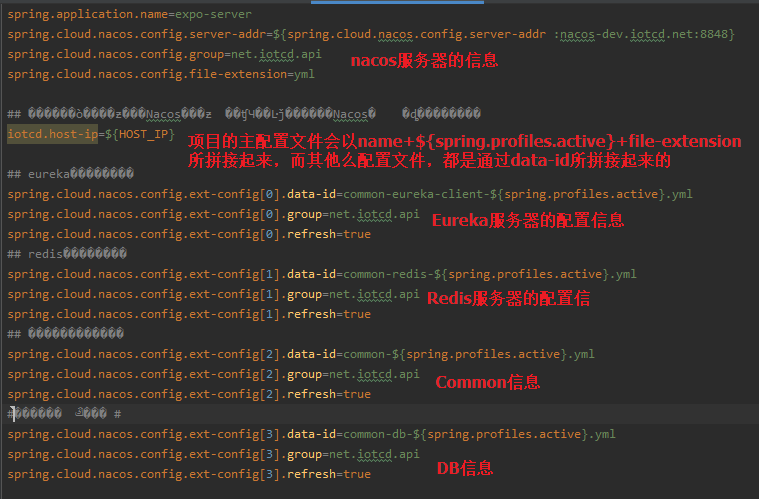 spring.application.name=expo-server
spring.cloud.nacos.config.server-addr=${spring.cloud.nacos.config.server-addr :nacos-dev.iotcd.net:8848}
spring.cloud.nacos.config.group=net.iotcd.api
nacos服务器的信息
spring.cloud.nacos.config.file-extension=yml
## Nacos Nacos
iotcd.host-ip=${HOST_IP}
项目的主配置文件会以name+${spring.profiles.active}+file-extension
所拼接起来，而其他么配置文件，都是通过data-id所拼接起来的
## eureka
spring.cloud.nacos.config.ext-config[0].data-id=common-eureka-client-${spring.profiles.active}.yml
spring.cloud.nacos.config.ext-config[0].group=net.iotcd.api
Eureka服务器的配置信息
spring.cloud.nacos.config.ext-config[0].refresh=true
## redis
spring.cloud.nacos.config.ext-config[1].data-id=common-redis-${spring.profiles.active}.yml
spring.cloud.nacos.config.ext-config[1].group=net.iotcd.api
Redis服务器的配置信
spring.cloud.nacos.config.ext-config[1].refresh=true
##
spring.cloud.nacos.config.ext-config[2].data-id=common-${spring.profiles.active}.yml
spring.cloud.nacos.config.ext-config[2].group=net.iotcd.api
Common信息
spring.cloud.nacos.config.ext-config[2].refresh=true
# #
spring.cloud.nacos.config.ext-config[3].data-id=common-db-${spring.profiles.active}.yml
spring.cloud.nacos.config.ext-config[3].group=net.iotcd.api
DB信息
spring.cloud.nacos.config.ext-config[3].refresh=true